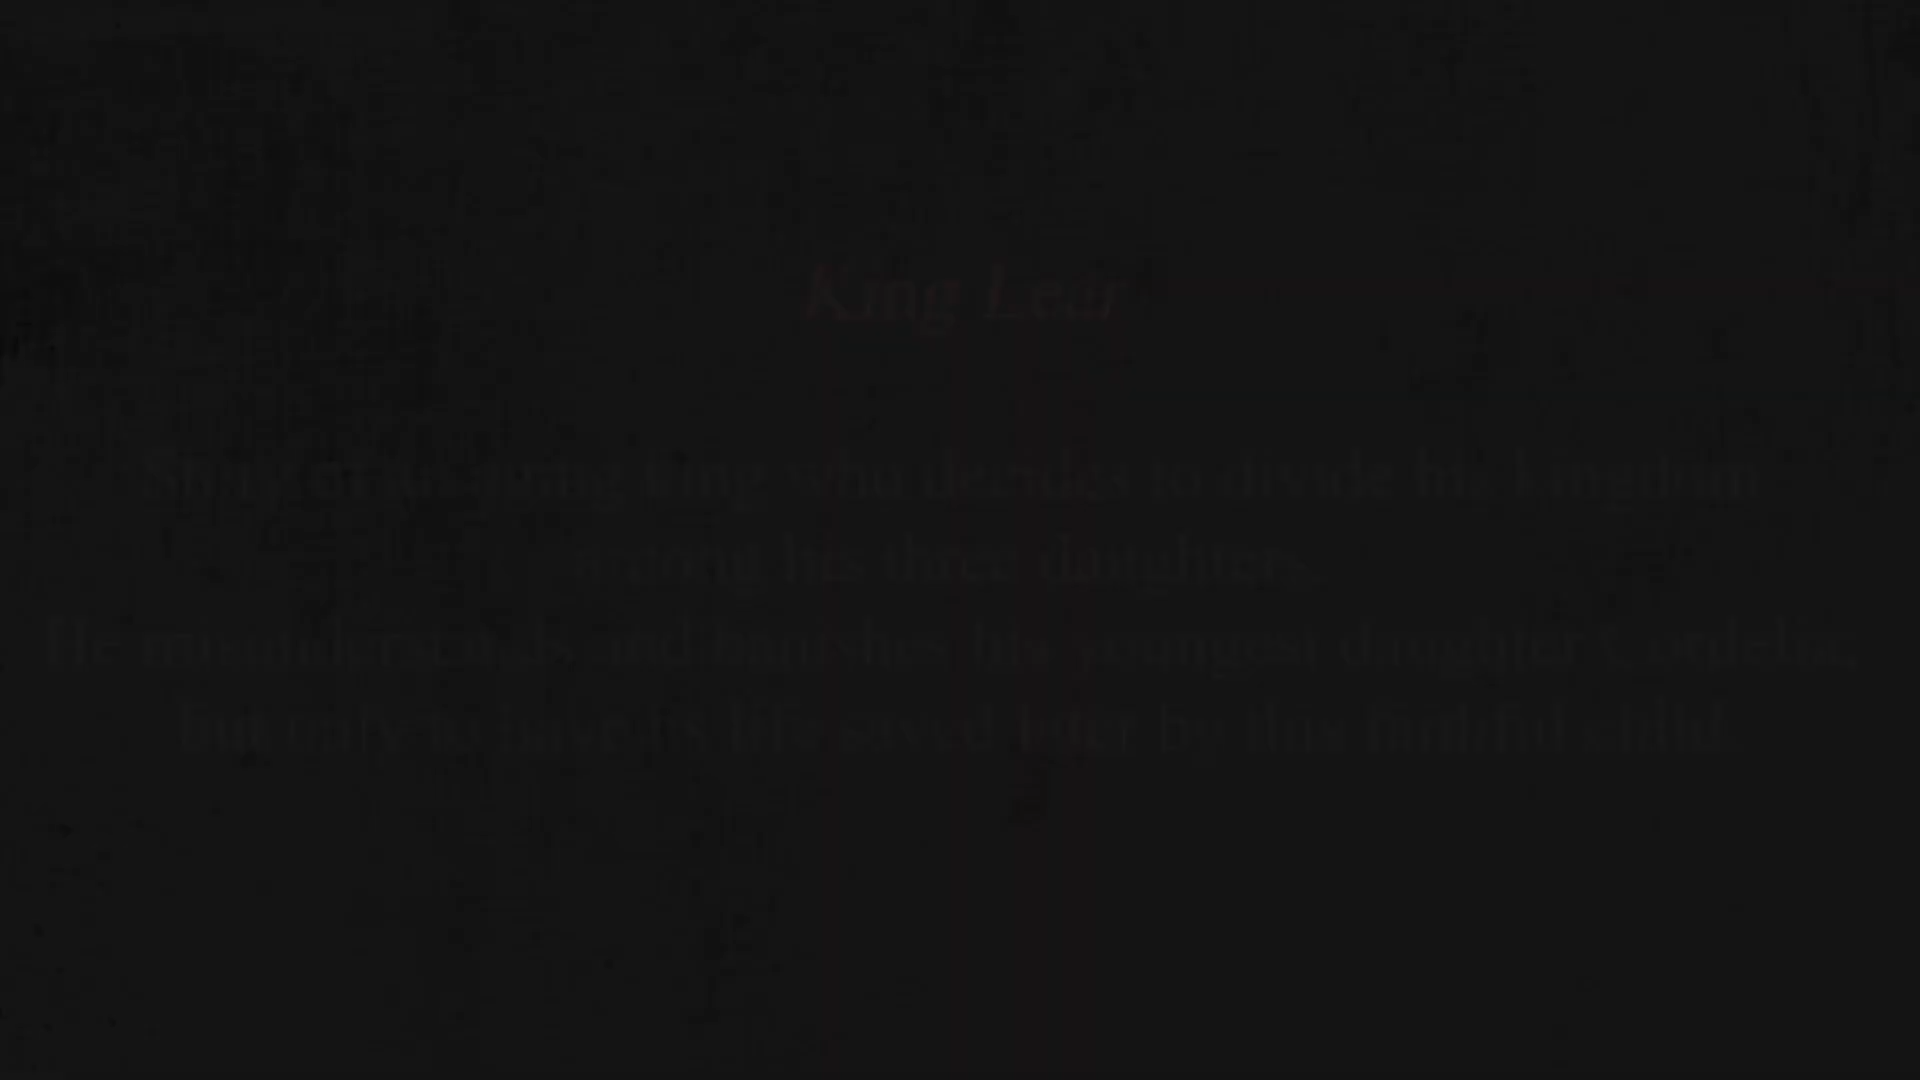 King Lear
king who decides to divide his kingdom
among his three daughters.
He and banishes his youngest daughter Cordelia,
but only to have his life saved later by this faithful child.